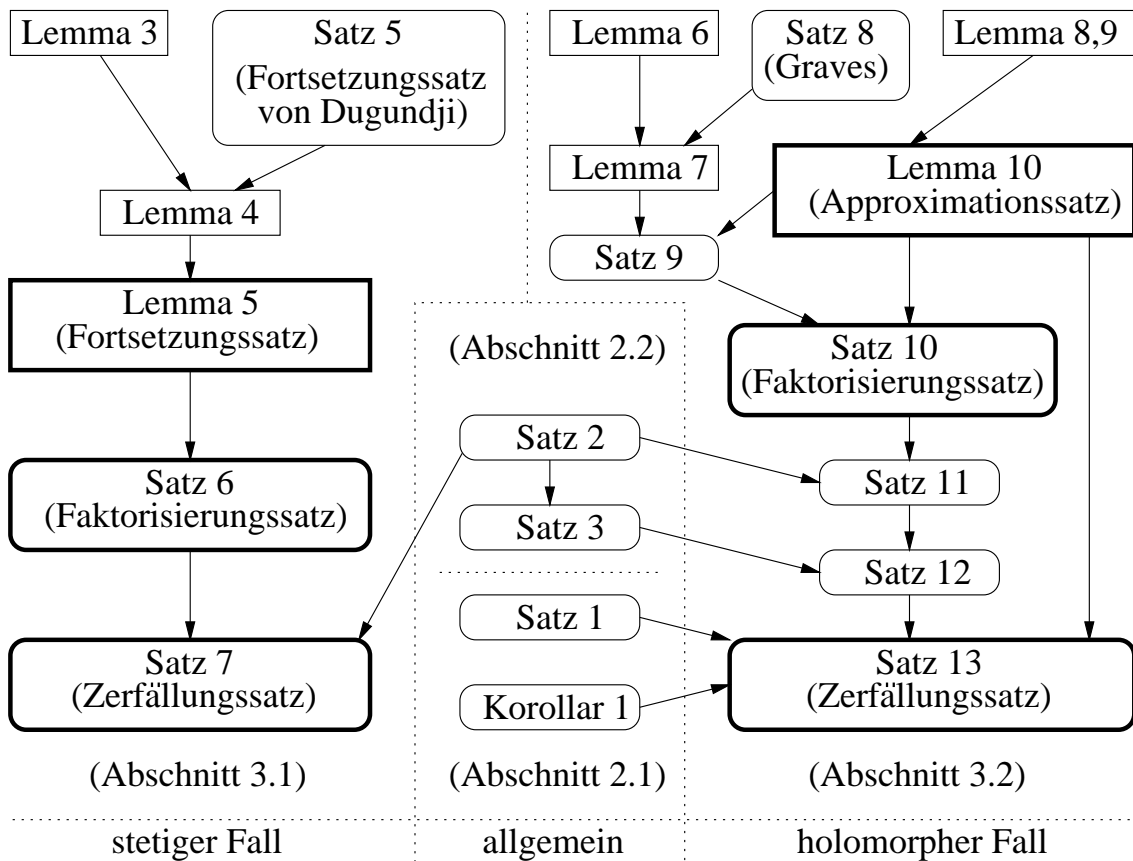 Lemma 3
Satz 5
(Fortsetzungssatz
von Dugundji)
Lemma 6
Satz 8
(Graves)
Lemma 8,9
Lemma 7
Lemma 10
(Approximationssatz)
Lemma 4
Satz 9
Lemma 5
(Fortsetzungssatz)
(Abschnitt 2.2)
Satz 10
(Faktorisierungssatz)
Satz 2
Satz 6
(Faktorisierungssatz)
Satz 11
Satz 3
Satz 12
Satz 1
Satz 7
(Zerfällungssatz)
Satz 13
(Zerfällungssatz)
Korollar 1
(Abschnitt 3.1)
(Abschnitt 2.1)
(Abschnitt 3.2)
stetiger Fall
allgemein
holomorpher Fall